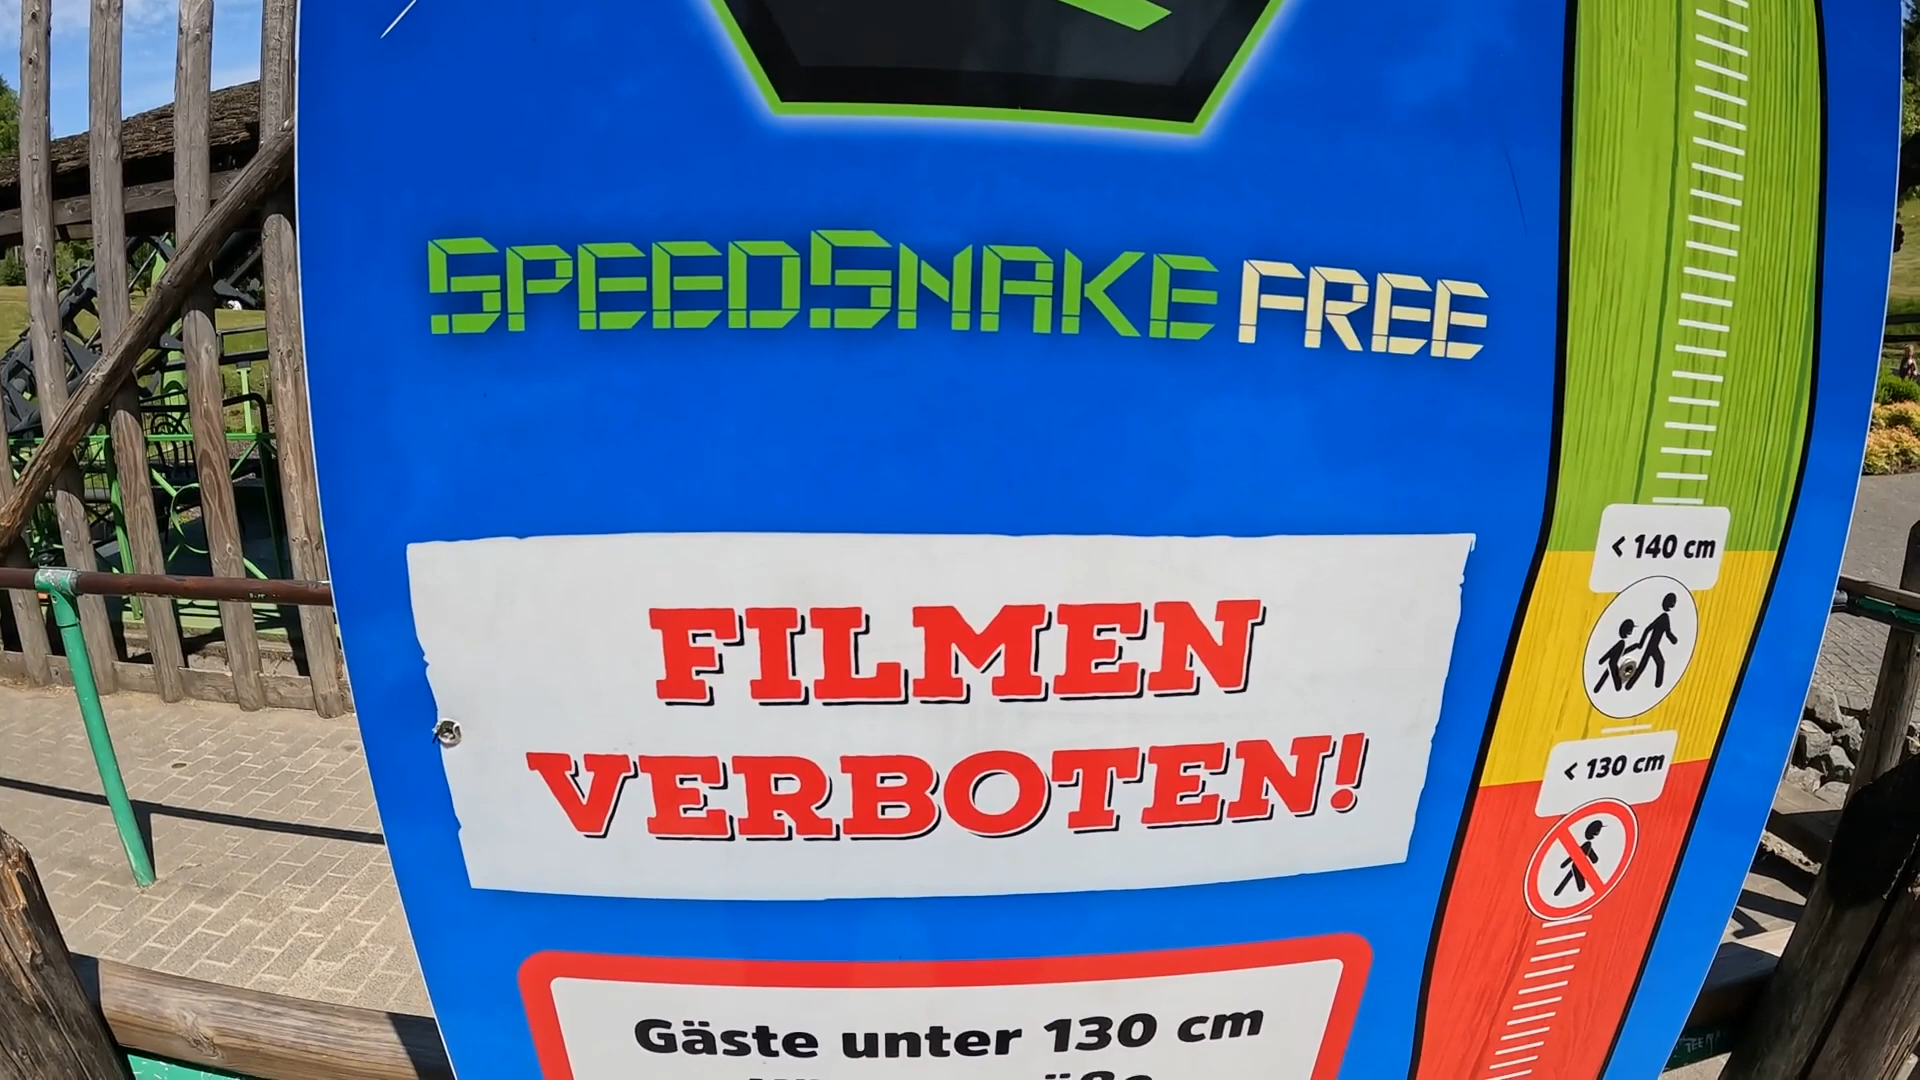 SPEEDSNAKE FREE
FILMEN
VERBOTEN!
< 140 cm
< 130 cm
Gäste unter 130 cm